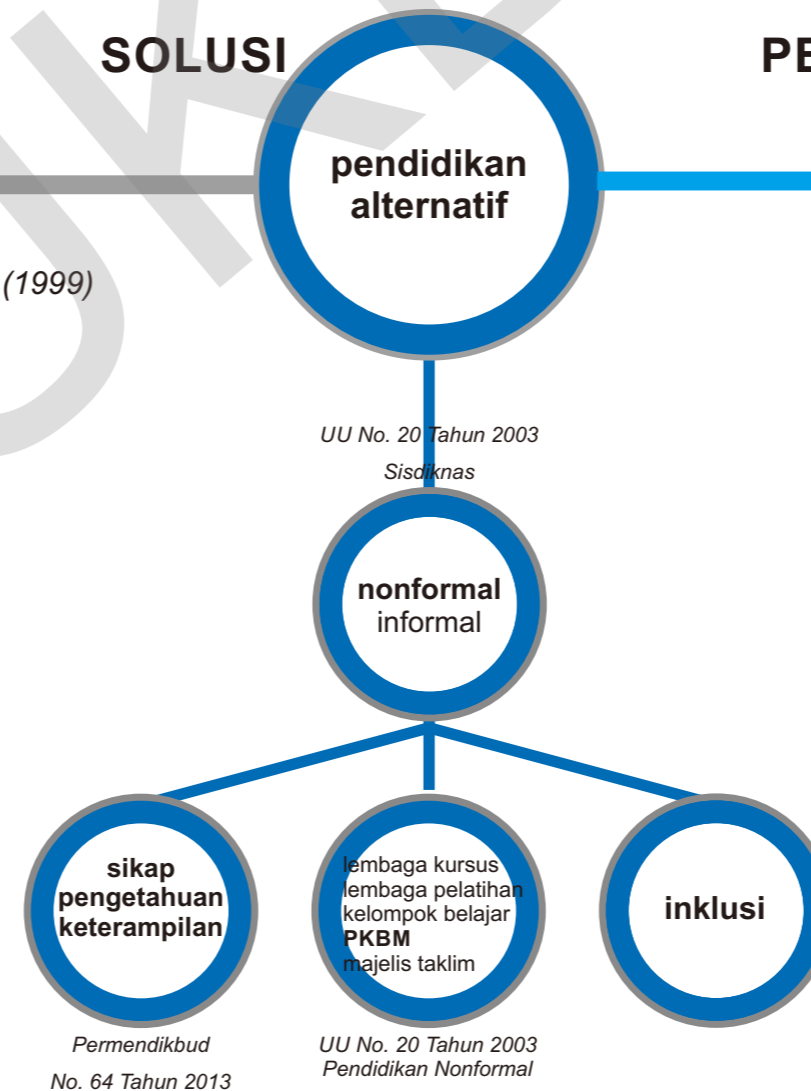 SOLUSI
PE
pendidikan
alternatif
(1999)
UU No. 20 Tahun 2003
Sisdiknas
nonformal
informal
sikap
pengetahuan
keterampilan
lembaga kursus
lembaga pelatihan
kelompok belajar
PKBM
majelis taklim
inklusi
Permendikbud
No. 64 Tahun 2013
UU No. 20 Tahun 2003
Pendidikan Nonformal